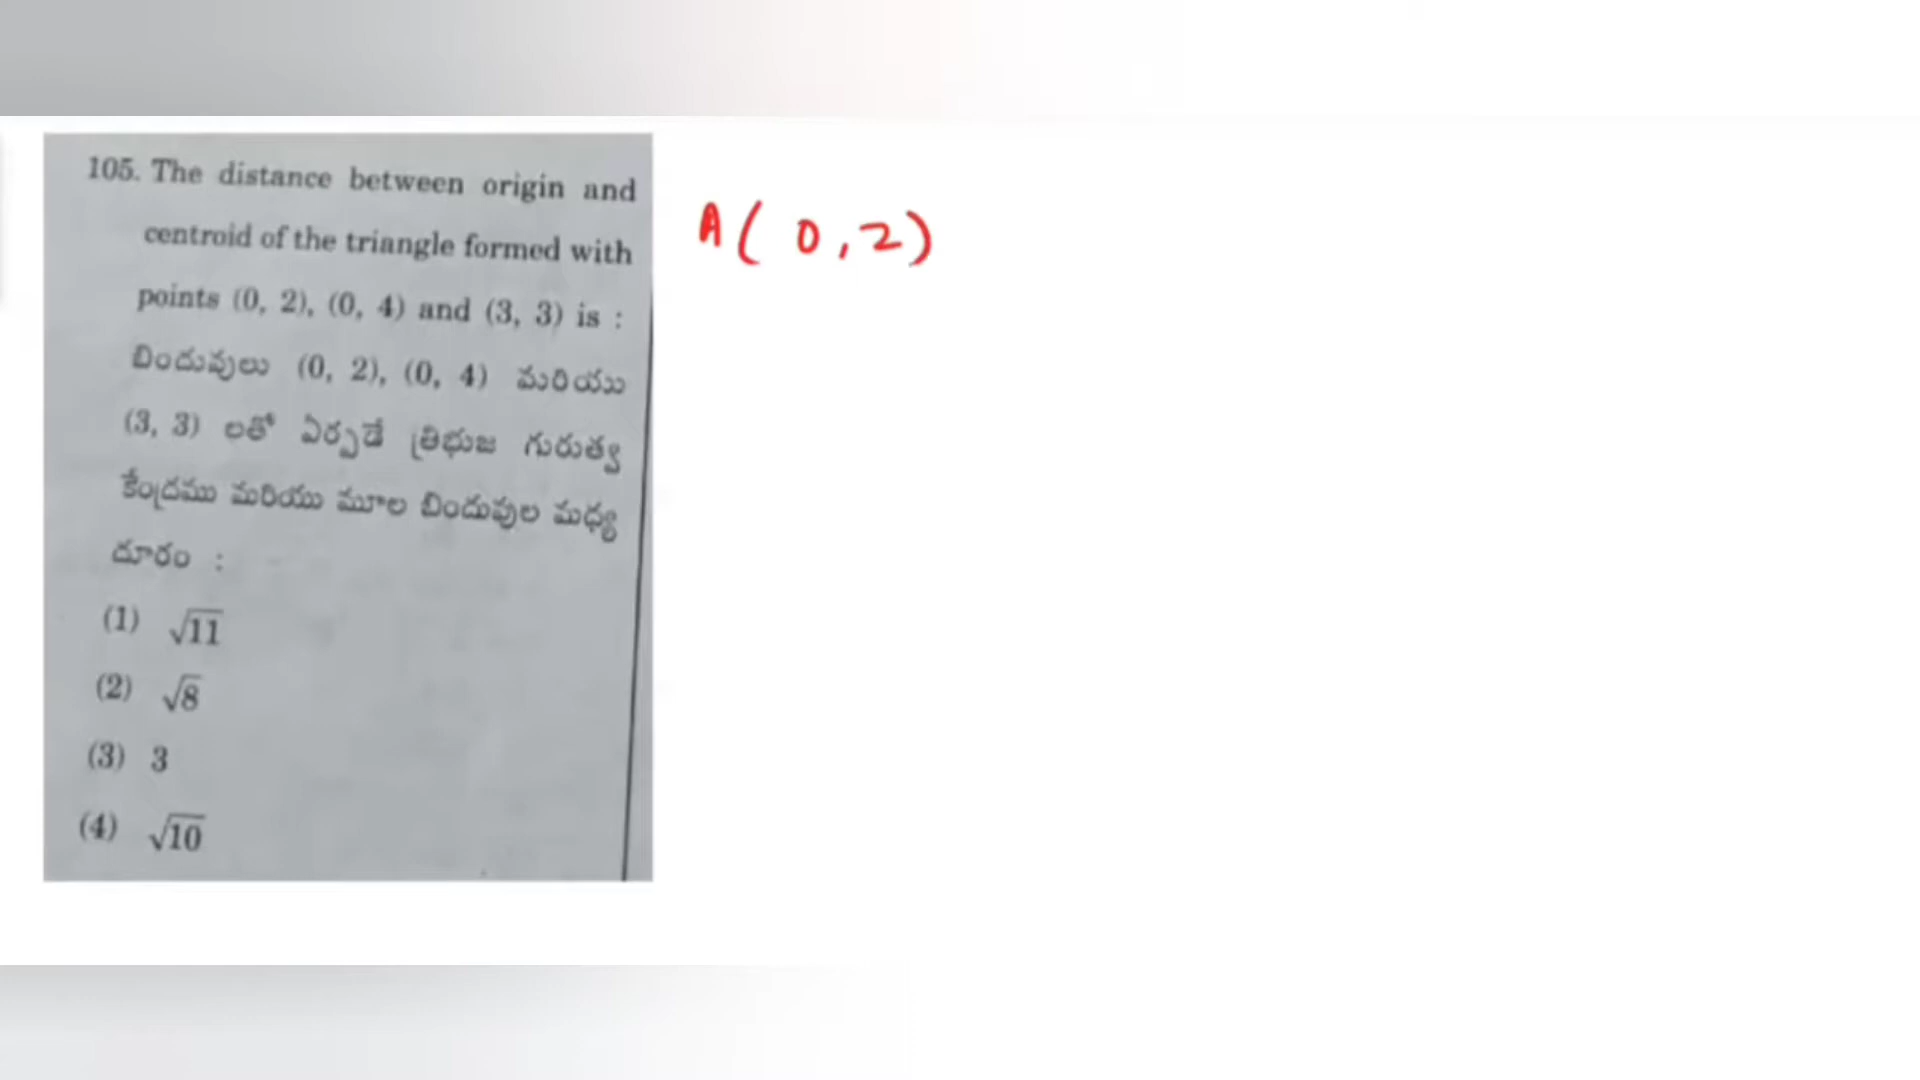 105. The distance between origin and
centroid of the triangle formed with
points (0, 2), (0, 4) and (3, 3) is :
బిందువులు (0, 2), (0, 4) మరియు
(3, 3) లతో ఏర్పడే త్రిభుజ గురుత్వ
కేంద్రము మరియు మూల బిందువుల మధ్య
దూరం :
(1) √11
(2) √8
(3) 3
(4) √10
A ( 0 , 2 )